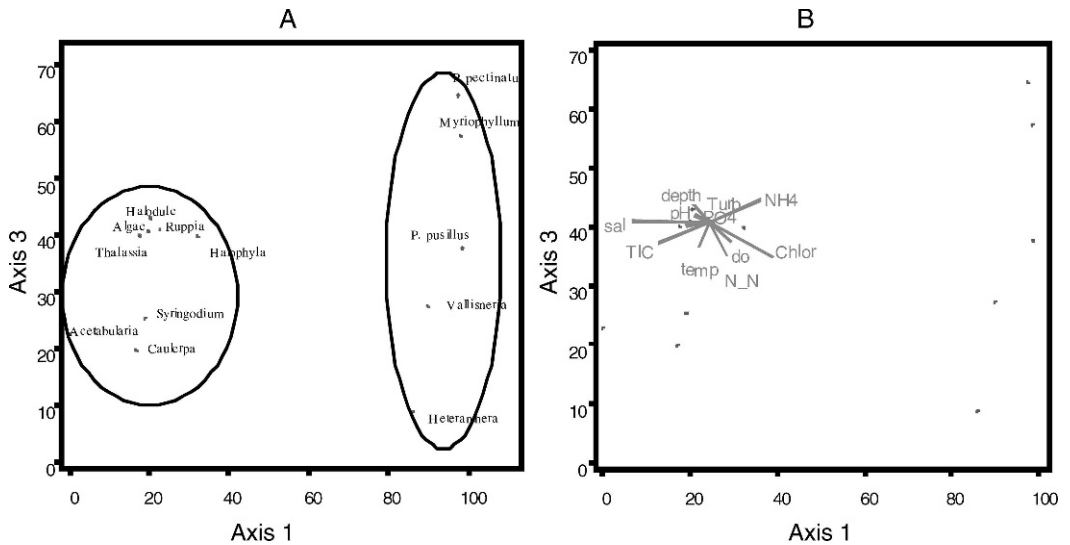 A
70
60
50
40
30
20
10
0
Axis 3
P. pectinatu
Myriophyllum
Halodule
Algae
Ruppia
Thalassia
Halophyla
P. pusillus
Syringodium
Vallisneria
Acetabularia
Caulerpa
Heteranhera
0 20 40 60 80 100
Axis 1
B
70
60
50
40
30
20
10
0
Axis 3
depth
Turb
NH4
pH
PO4
sal
TIC
do
Chlor
temp
N_N
0 20 40 60 80 100
Axis 1